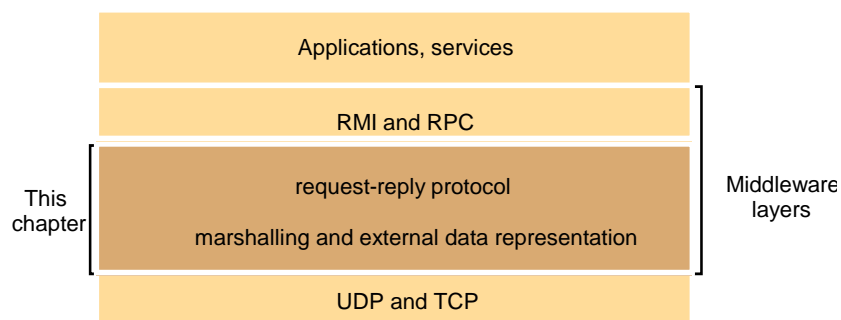 Applications, services
RMI and RPC
This
chapter
request-reply protocol
marshalling and external data representation
Middleware
layers
UDP and TCP